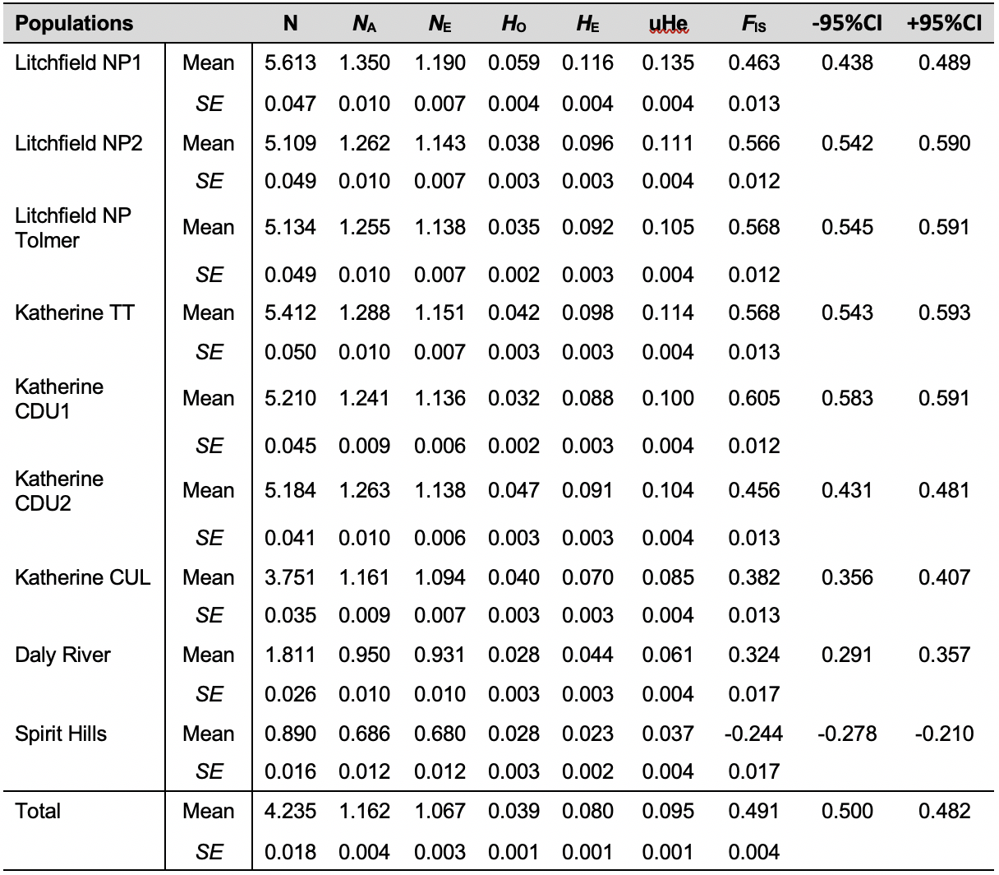 Populations N NA NE HO HE uHe FIS -95%CI +95%CI
Litchfield NP1 Mean 5.613 1.350 1.190 0.059 0.116 0.135 0.463 0.438 0.489
SE 0.047 0.010 0.007 0.004 0.004 0.004 0.013
Litchfield NP2 Mean 5.109 1.262 1.143 0.038 0.096 0.111 0.566 0.542 0.590
SE 0.049 0.010 0.007 0.003 0.003 0.004 0.012
Litchfield NP
Tolmer Mean 5.134 1.255 1.138 0.035 0.092 0.105 0.568 0.545 0.591
SE 0.049 0.010 0.007 0.002 0.003 0.004 0.012
Katherine TT Mean 5.412 1.288 1.151 0.042 0.098 0.114 0.568 0.543 0.593
SE 0.050 0.010 0.007 0.003 0.003 0.004 0.013
Katherine
CDU1 Mean 5.210 1.241 1.136 0.032 0.088 0.100 0.605 0.583 0.591
SE 0.045 0.009 0.006 0.002 0.003 0.004 0.012
Katherine
CDU2 Mean 5.184 1.263 1.138 0.047 0.091 0.104 0.456 0.431 0.481
SE 0.041 0.010 0.006 0.003 0.003 0.004 0.013
Katherine CUL Mean 3.751 1.161 1.094 0.040 0.070 0.085 0.382 0.356 0.407
SE 0.035 0.009 0.007 0.003 0.003 0.004 0.013
Daly River Mean 1.811 0.950 0.931 0.028 0.044 0.061 0.324 0.291 0.357
SE 0.026 0.010 0.010 0.003 0.003 0.004 0.017
Spirit Hills Mean 0.890 0.686 0.680 0.028 0.023 0.037 -0.244 -0.278 -0.210
SE 0.016 0.012 0.012 0.003 0.002 0.004 0.017
Total Mean 4.235 1.162 1.067 0.039 0.080 0.095 0.491 0.500 0.482
SE 0.018 0.004 0.003 0.001 0.001 0.001 0.004